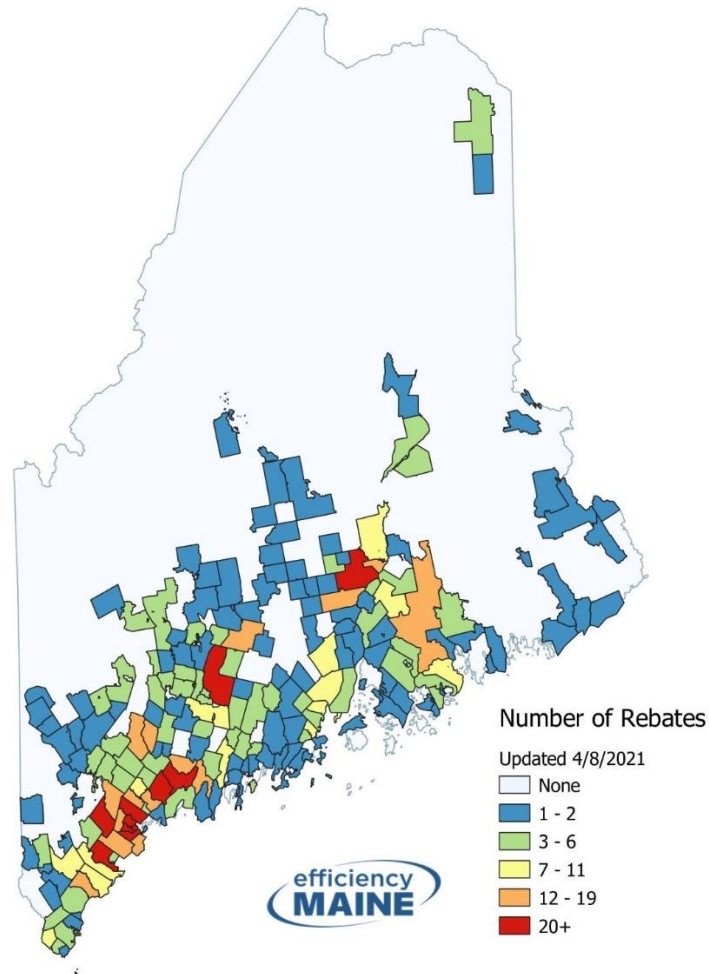 Number of Rebates
Updated 4/8/2021
None
1 - 2
3 - 6
7 - 11
12 - 19
20+
efficiency
MAINE